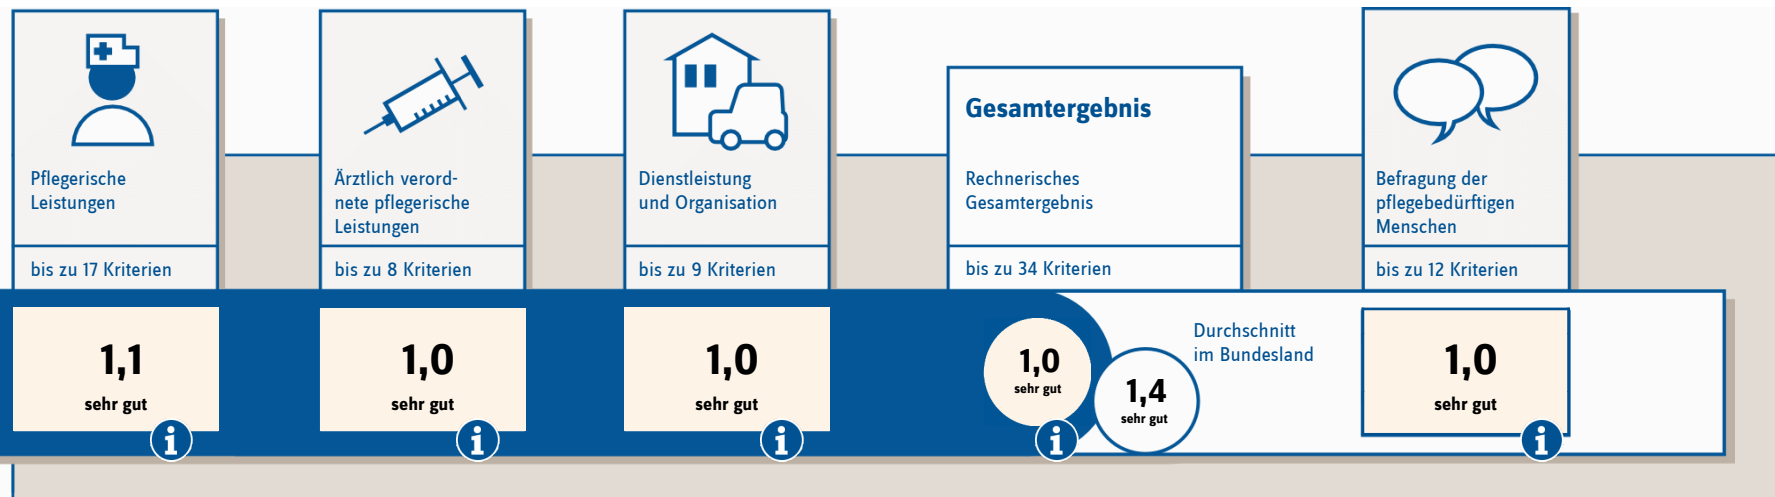 Pflegerische
Leistungen
bis zu 17 Kriterien
1,1
sehr gut
i
Ärztlich verord-
nete pflegerische
Leistungen
bis zu 8 Kriterien
1,0
sehr gut
i
Dienstleistung
und Organisation
bis zu 9 Kriterien
1,0
sehr gut
i
Gesamtergebnis
Rechnerisches
Gesamtergebnis
bis zu 34 Kriterien
1,0
sehr gut
i
1,4
sehr gut
Durchschnitt
im Bundesland
Befragung der
pflegebedürftigen
Menschen
bis zu 12 Kriterien
1,0
sehr gut
i